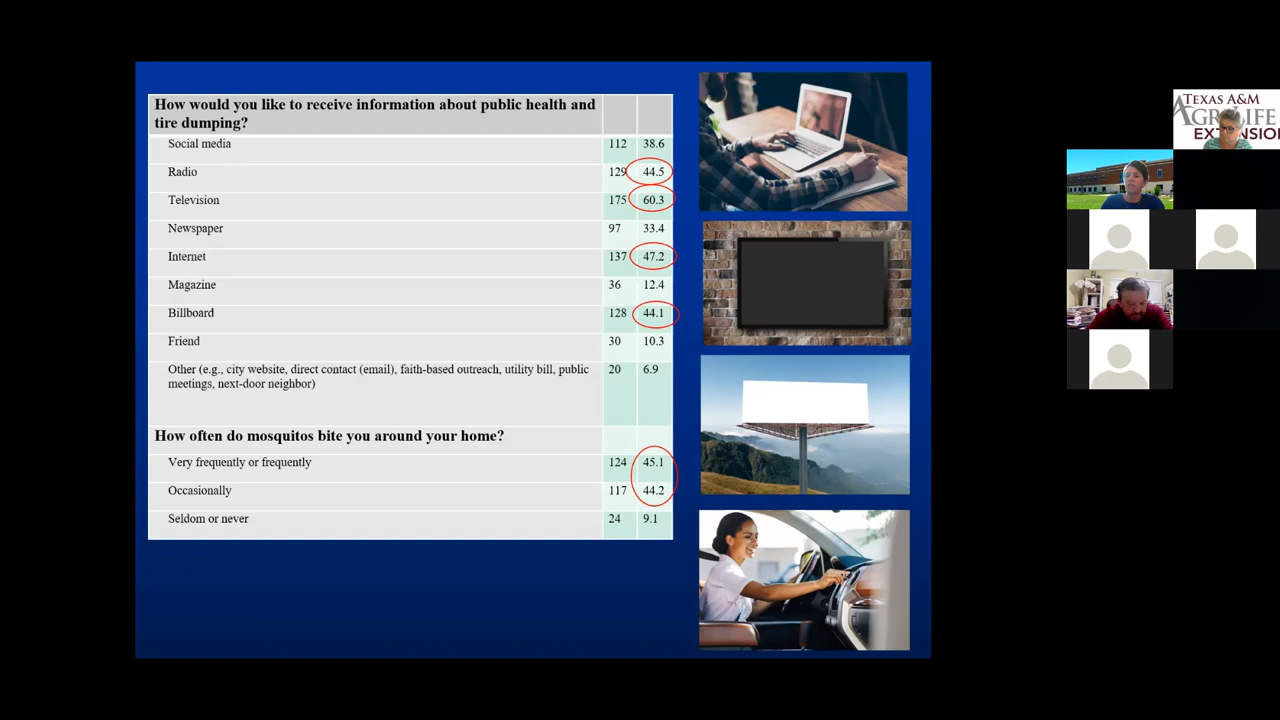 How would you like to receive information about public health and
tire dumping?
Social media 112 38.6
Radio 129 44.5
Television 175 60.3
Newspaper 97 33.4
Internet 137 47.2
Magazine 36 12.4
Billboard 128 44.1
Friend 30 10.3
Other (e.g., city website, direct contact (email), faith-based outreach, utility bill, public 20 6.9
meetings, next-door neighbor)
How often do mosquitos bite you around your home?
Very frequently or frequently 124 45.1
Occasionally 117 44.2
Seldom or never 24 9.1
TEXAS A&M